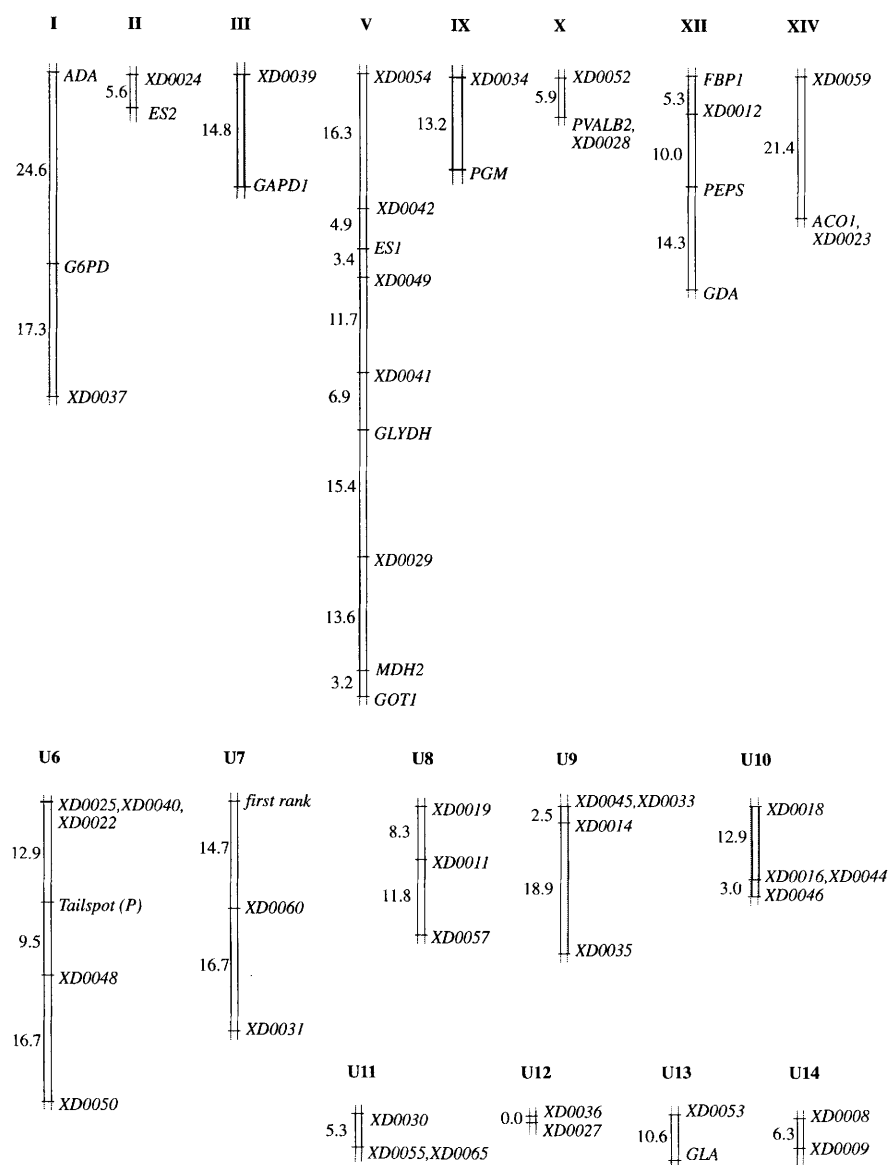 I II III V IX X XII XIV
ADA
24.6
G6PD
17.3
XD0037
XD0024
5.6
ES2
XD0039
14.8
GAPD1
XD0054
16.3
XD0042
4.9
ES1
3.4
XD0049
11.7
XD0041
6.9
GLYDH
15.4
XD0029
13.6
MDH2
3.2
GOT1
XD0034
13.2
PGM
XD0052
5.9
PVALB2,
XD0028
FBP1
5.3
XD0012
10.0
PEPS
14.3
GDA
XD0059
21.4
ACO1,
XD0023
U6 U7 U8 U9 U10
XD0025,XD0040,
XD0022
12.9
Tailspot (P)
9.5
XD0048
16.7
XD0050
first rank
14.7
XD0060
16.7
XD0031
XD0019
8.3
XD0011
11.8
XD0057
XD0045,XD0033
2.5
XD0014
18.9
XD0035
XD0018
12.9
XD0016,XD0044
3.0
XD0046
U11 U12 U13 U14
XD0030
5.3
XD0055,XD0065
XD0036
0.0
XD0027
XD0053
10.6
GLA
XD0008
6.3
XD0009